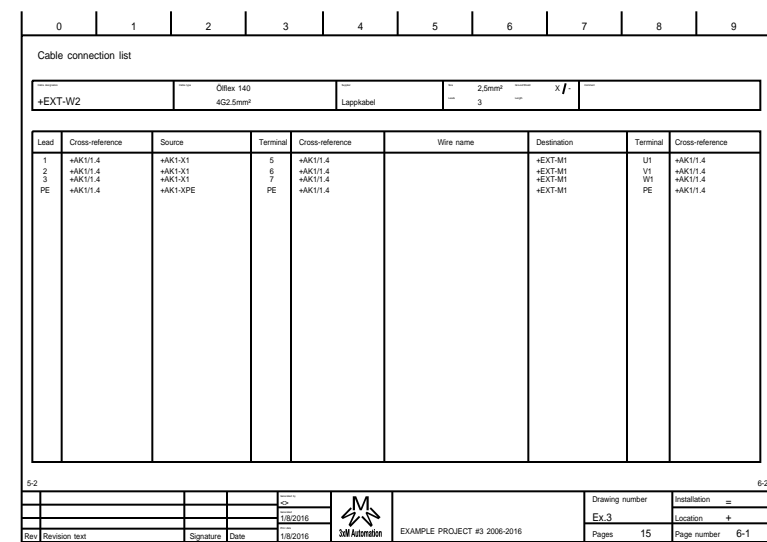 0 1 2 3 4 5 6 7 8 9
Cable connection list
Ölflex 140 2,5mm² X / -
+EXT-W2 4G2.5mm² Lappkabel 3
Lead Cross-reference Source Terminal Cross-reference Wire name Destination Terminal Cross-reference
1 +AK1/1.4 +AK1-X1 5 +AK1/1.4 +EXT-M1 U1 +AK1/1.4
2 +AK1/1.4 +AK1-X1 6 +AK1/1.4 +EXT-M1 V1 +AK1/1.4
3 +AK1/1.4 +AK1-X1 7 +AK1/1.4 +EXT-M1 W1 +AK1/1.4
PE +AK1/1.4 +AK1-XPE PE +AK1/1.4 +EXT-M1 PE +AK1/1.4
5-2 6-2
<> Drawing number Installation =
1/8/2016 M Ex.3 Location +
Rev Revision text Signature Date 1/8/2016 3xM Automation EXAMPLE PROJECT #3 2006-2016 Pages 15 Page number 6-1